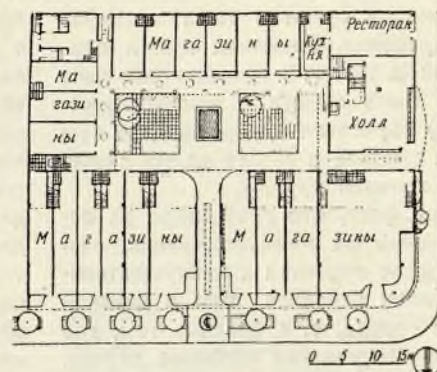 Ресторан
Ма га зи н ы
Кух
ня
Ма
гази
ны
Холл
М а г а зи ны М а га зины
0 5 10 15м